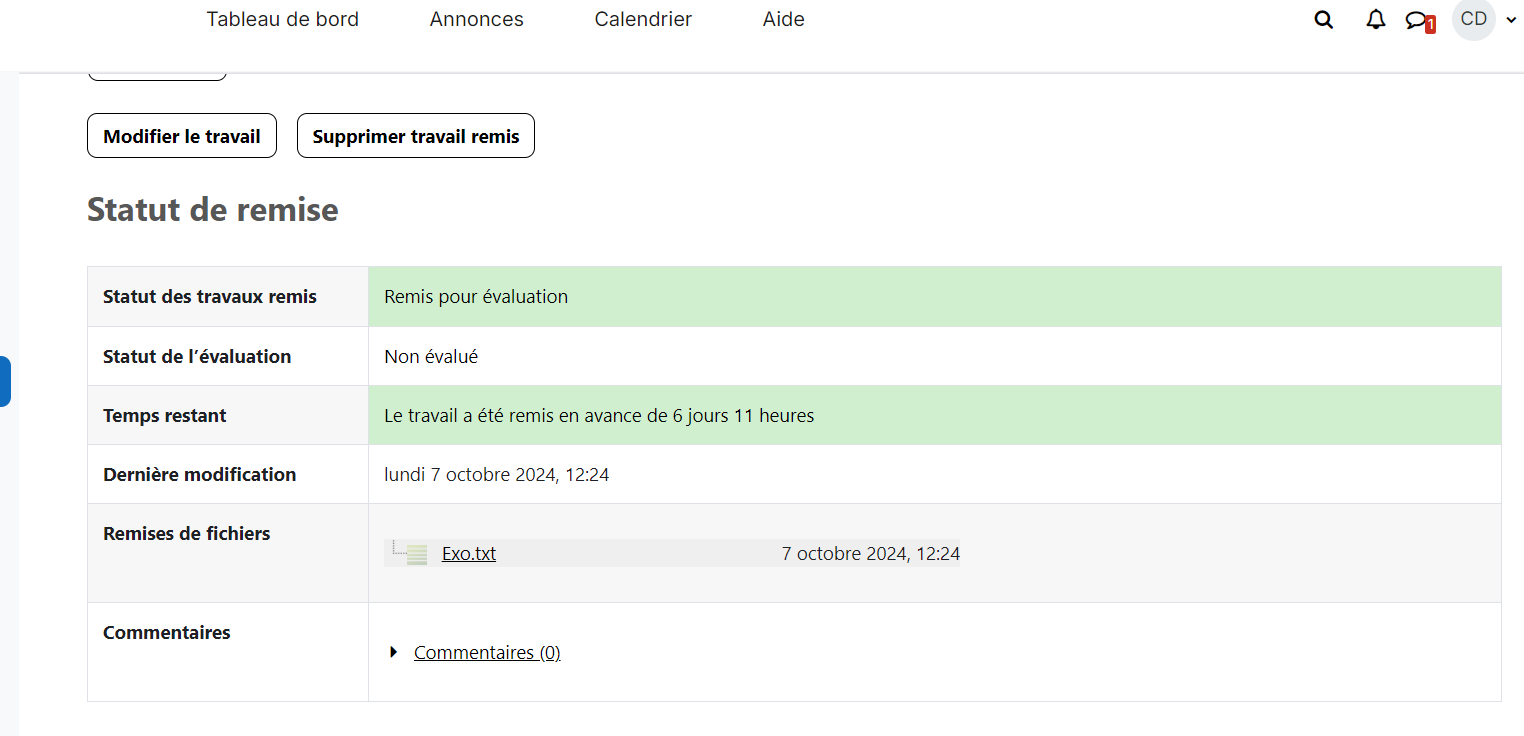 Tableau de bord Annonces Calendrier Aide 1 CD
Modifier le travail Supprimer travail remis
Statut de remise
Statut des travaux remis Remis pour évaluation
Statut de l’évaluation Non évalué
Temps restant Le travail a été remis en avance de 6 jours 11 heures
Dernière modification lundi 7 octobre 2024, 12:24
Remises de fichiers
Exo.txt 7 octobre 2024, 12:24
Commentaires
Commentaires (0)